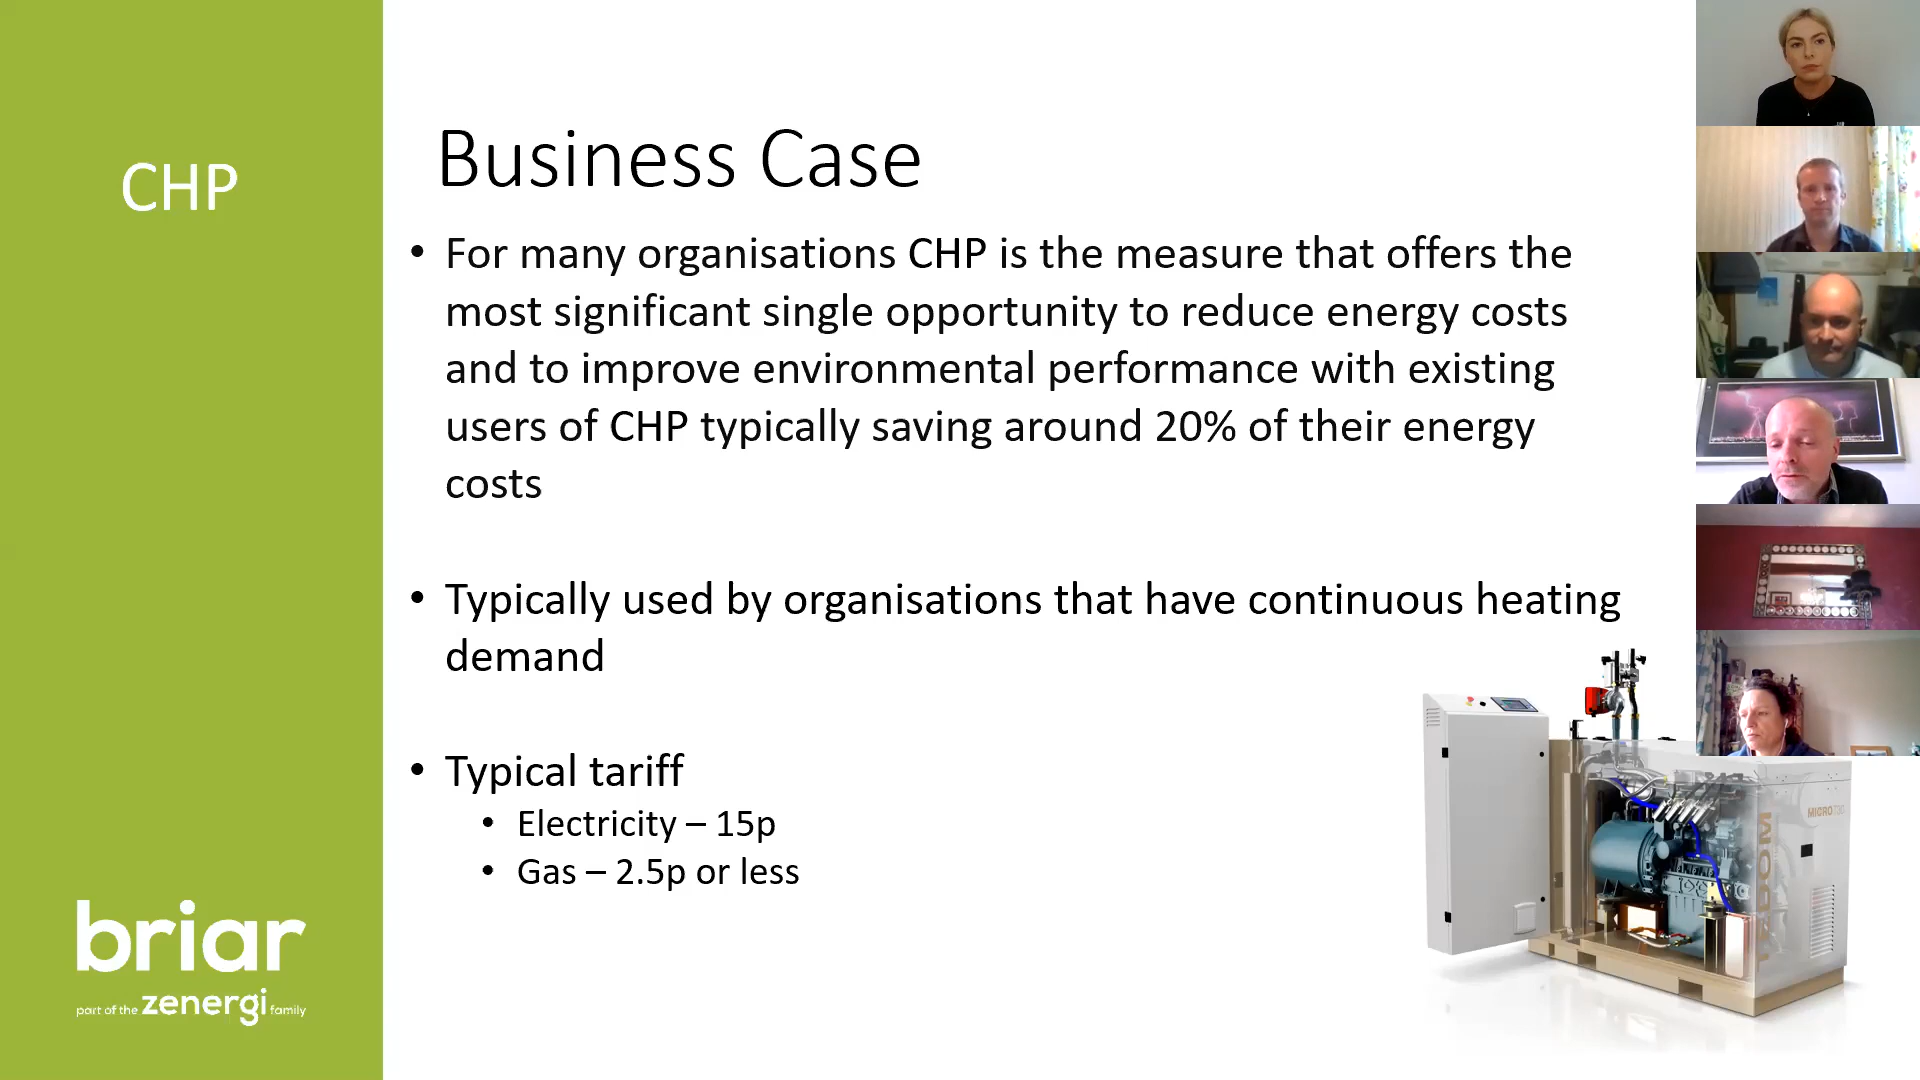 CHP
Business Case
• For many organisations CHP is the measure that offers the
most significant single opportunity to reduce energy costs
and to improve environmental performance with existing
users of CHP typically saving around 20% of their energy
costs
• Typically used by organisations that have continuous heating
demand
• Typical tariff
• Electricity – 15p
• Gas – 2.5p or less
briar
part of the zenergi family